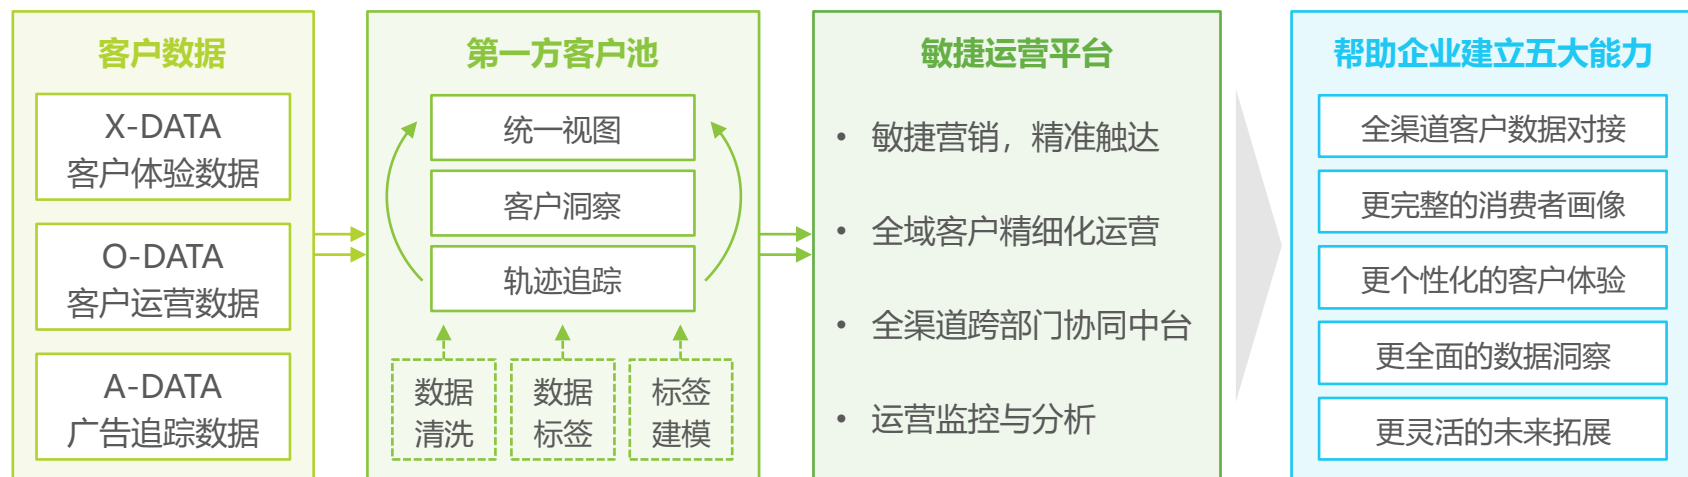 客户数据
X-DATA
客户体验数据
O-DATA
客户运营数据
A-DATA
广告追踪数据
第一方客户池
统一视图
客户洞察
轨迹追踪
数据
清洗
数据
标签
标签
建模
敏捷运营平台
• 敏捷营销，精准触达
• 全域客户精细化运营
• 全渠道跨部门协同中台
• 运营监控与分析
帮助企业建立五大能力
全渠道客户数据对接
更完整的消费者画像
更个性化的客户体验
更全面的数据洞察
更灵活的未来拓展